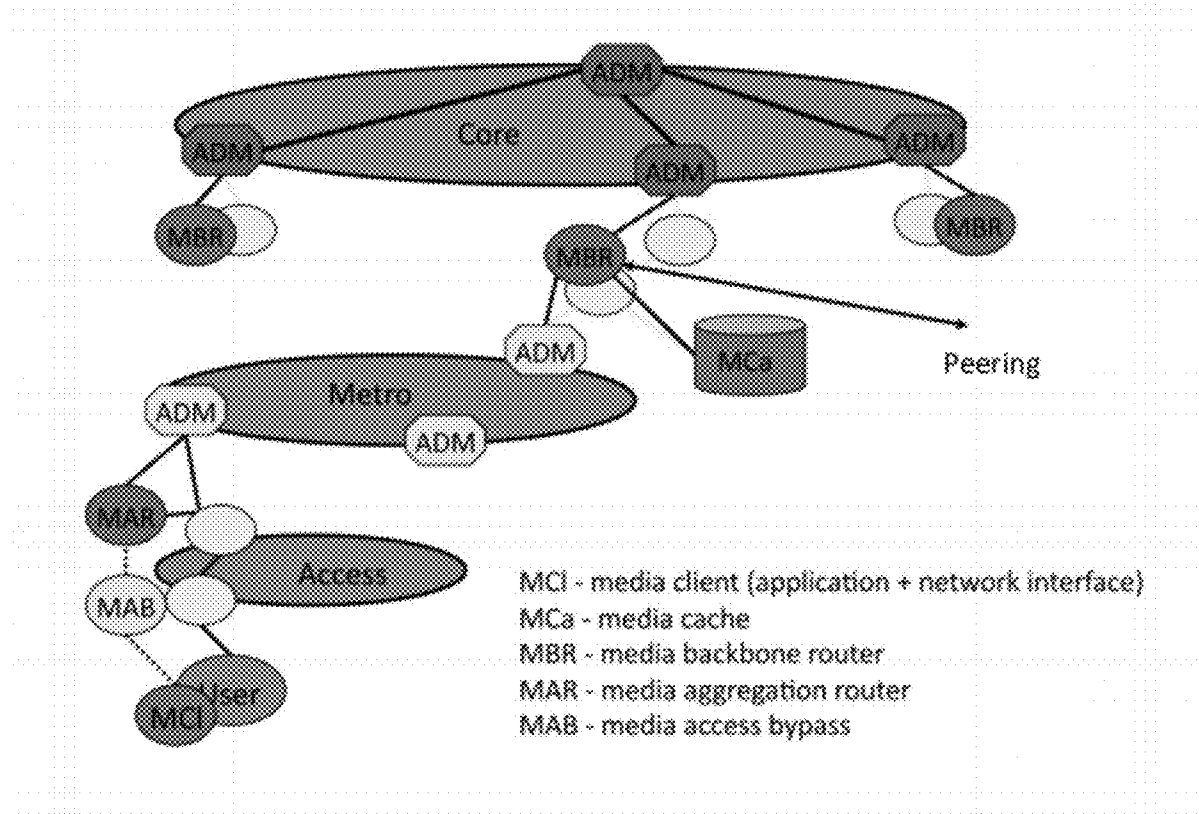 ADM
Core
ADM
ADM
ADM
MBR
MBR
MBR
ADM
MCa
Peering
Metro
ADM
ADM
MAR
Access
MAB
User
MCl
MCl - media client (application + network interface)
MCa - media cache
MBR - media backbone router
MAR - media aggregation router
MAB - media access bypass